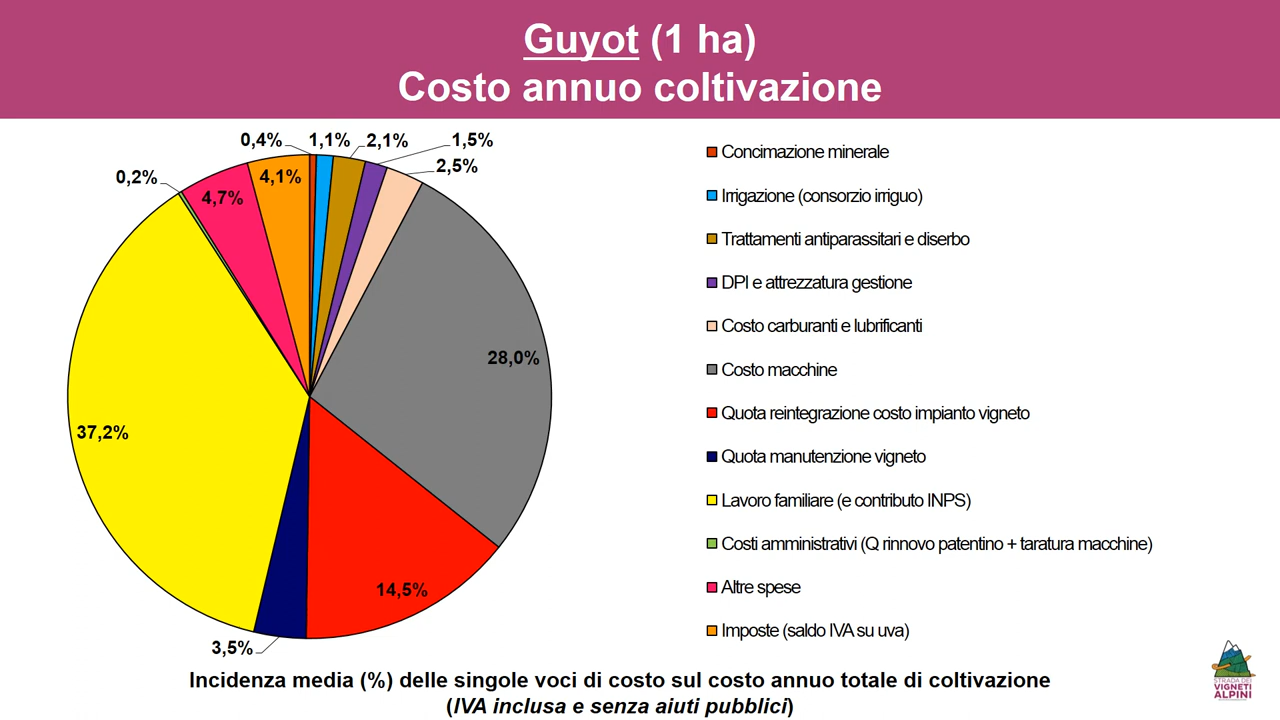 Guyot (1 ha)
Costo annuo coltivazione
0,4%
1,1%
2,1%
1,5%
2,5%
0,2%
4,7%
4,1%
28,0%
37,2%
14,5%
3,5%
Concimazione minerale
Irrigazione (consorzio irriguo)
Trattamenti antiparassitari e diserbo
DPI e attrezzatura gestione
Costo carburanti e lubrificanti
Costo macchine
Quota reintegrazione costo impianto vigneto
Quota manutenzione vigneto
Lavoro familiare (e contributo INPS)
Costi amministrativi (Q rinnovo patentino + taratura macchine)
Altre spese
Imposte (saldo IVA su uva)
Incidenza media (%) delle singole voci di costo sul costo annuo totale di coltivazione
(IVA inclusa e senza aiuti pubblici)
STRADA DEI
VIGNETI
ALPINI